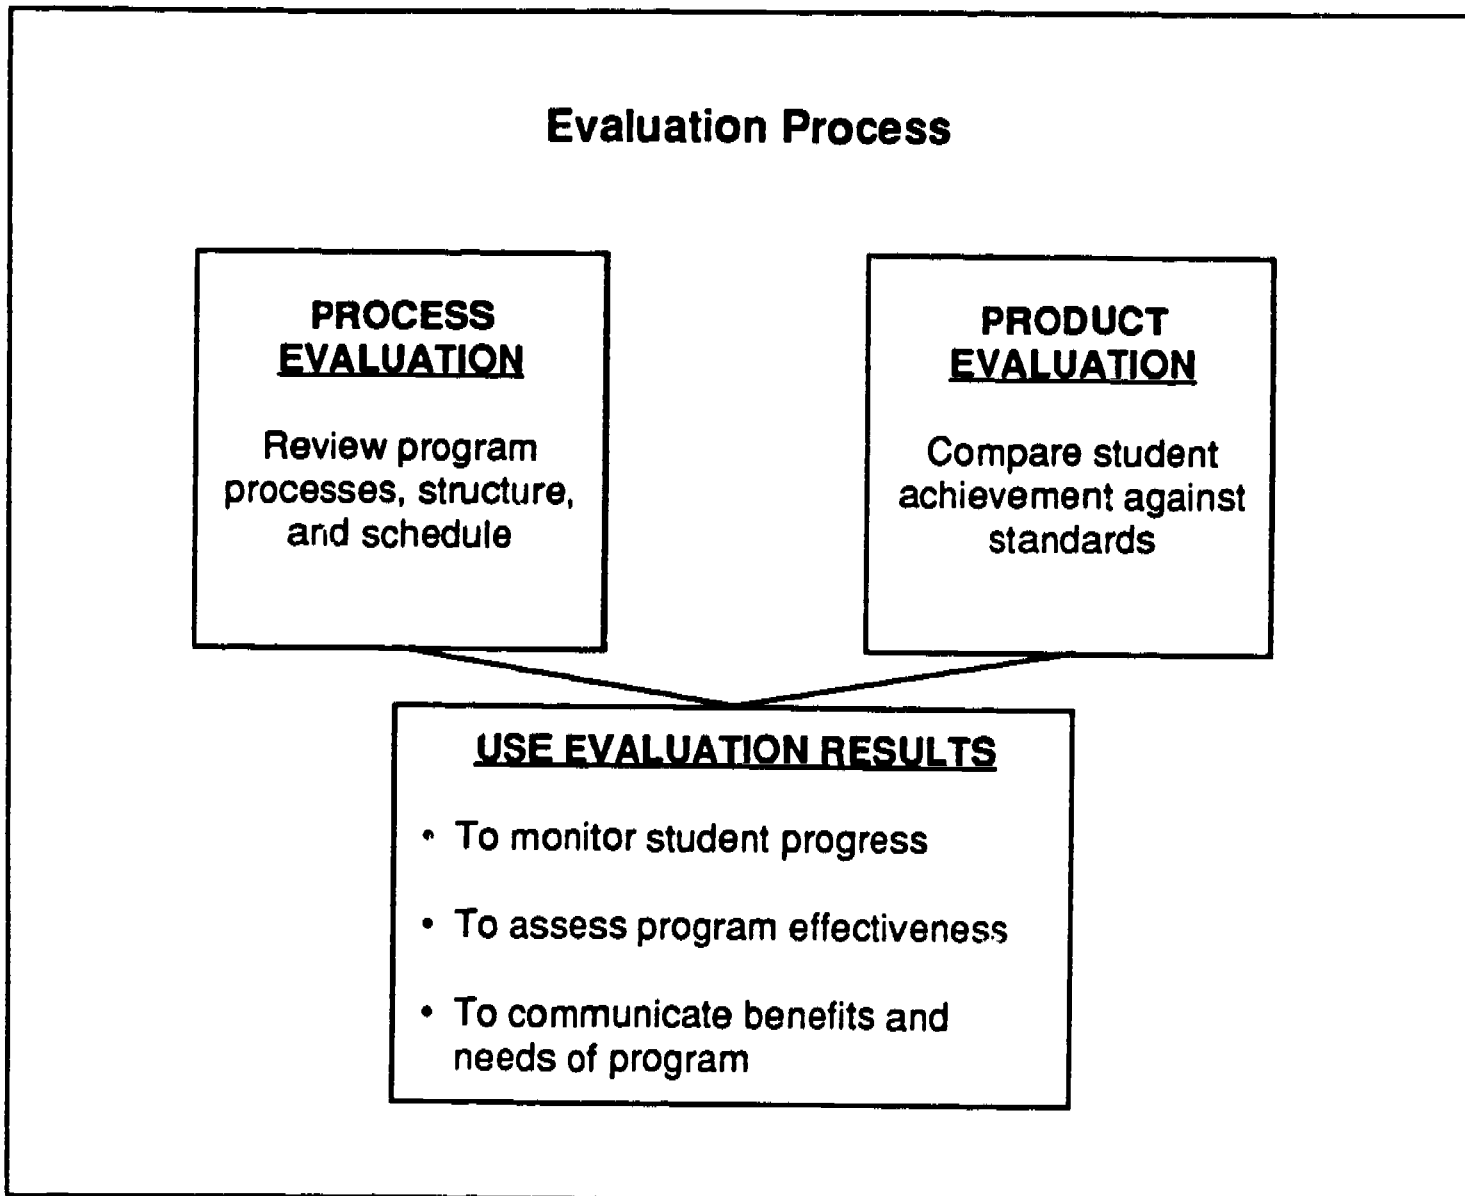 Evaluation Process
PROCESS
EVALUATION
Review program
processes, structure,
and schedule
PRODUCT
EVALUATION
Compare student
achievement against
standards
USE EVALUATION RESULTS
• To monitor student progress
• To assess program effectiveness
• To communicate benefits and
needs of program